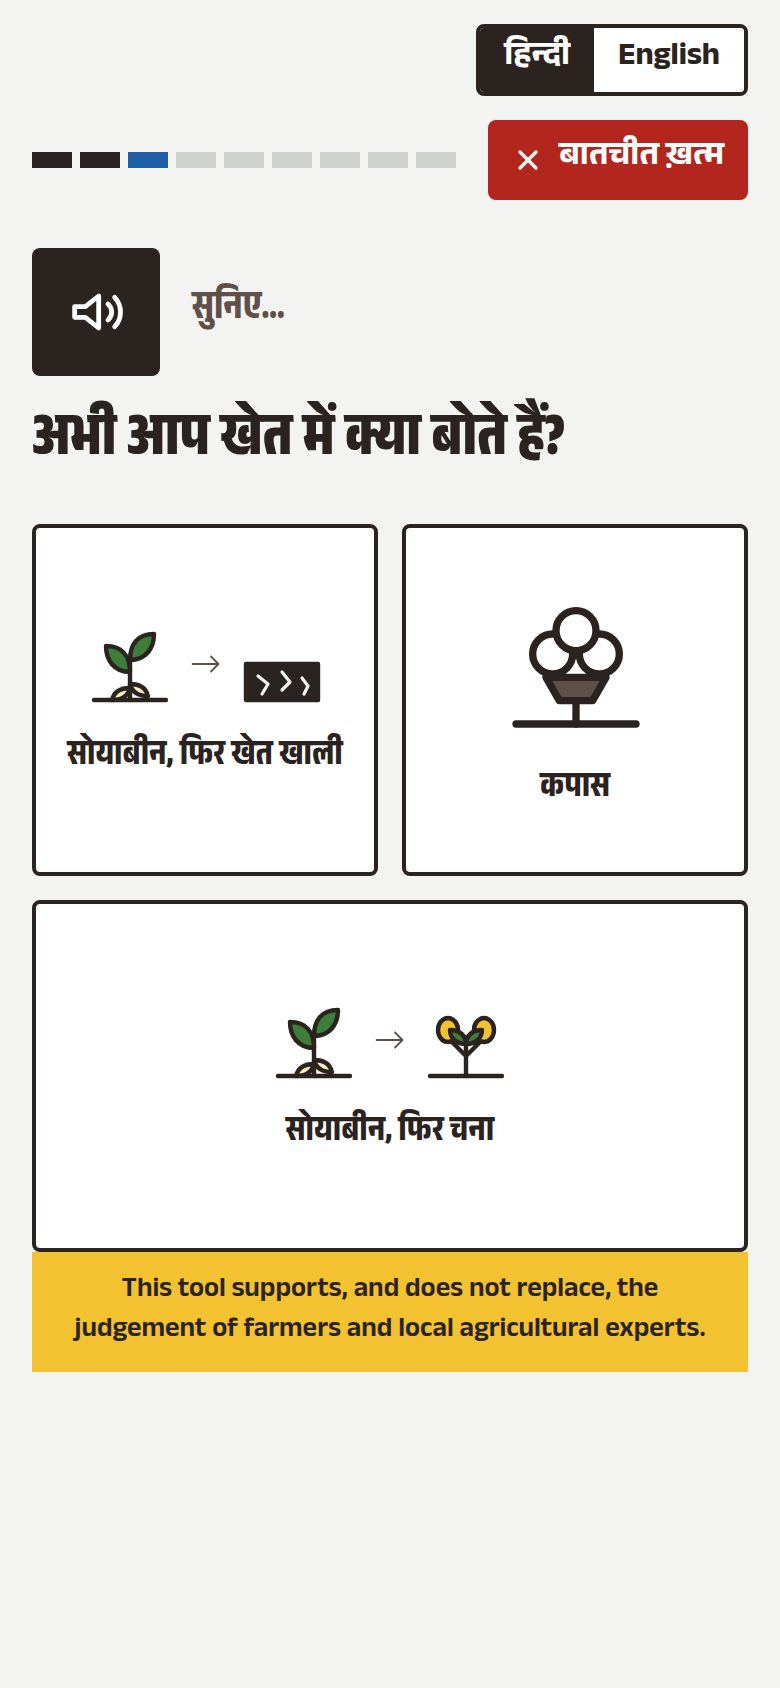 हिन्दी English
बातचीत ख़त्म
सुनिए...
अभी आप खेत में क्या बोते हैं?
सोयाबीन, फिर खेत खाली
कपास
सोयाबीन, फिर चना
This tool supports, and does not replace, the
judgement of farmers and local agricultural experts.